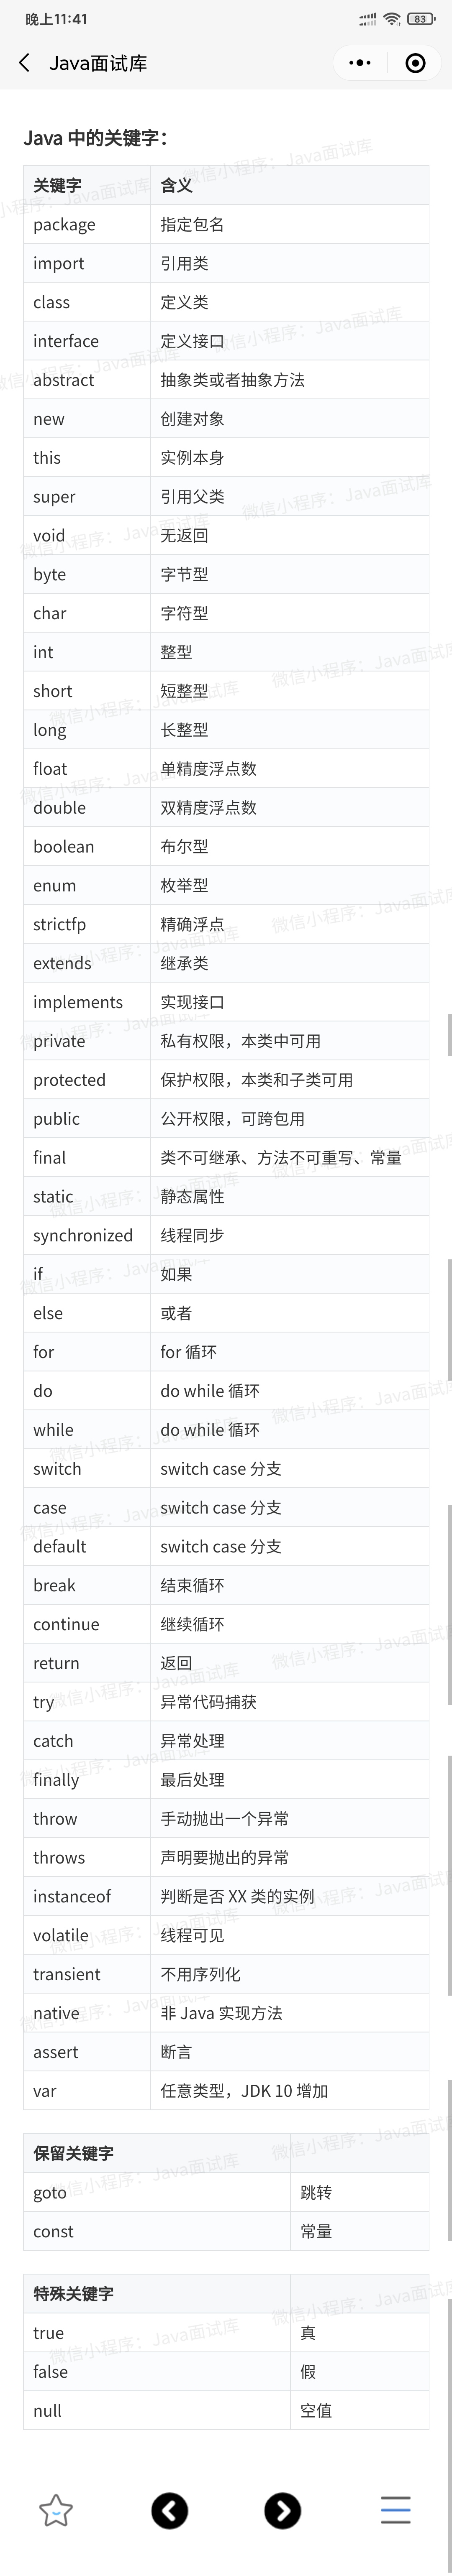 晚上11:41
83
Java面试库
Java 中的关键字：
关键字 含义
package 指定包名
import 引用类
class 定义类
interface 定义接口
abstract 抽象类或者抽象方法
new 创建对象
this 实例本身
super 引用父类
void 无返回
byte 字节型
char 字符型
int 整型
short 短整型
long 长整型
float 单精度浮点数
double 双精度浮点数
boolean 布尔型
enum 枚举型
strictfp 精确浮点
extends 继承类
implements 实现接口
private 私有权限，本类中可用
protected 保护权限，本类和子类可用
public 公开权限，可跨包用
final 类不可继承、方法不可重写、常量
static 静态属性
synchronized 线程同步
if 如果
else 或者
for for 循环
do do while 循环
while do while 循环
switch switch case 分支
case switch case 分支
default switch case 分支
break 结束循环
continue 继续循环
return 返回
try 异常代码捕获
catch 异常处理
finally 最后处理
throw 手动抛出一个异常
throws 声明要抛出的异常
instanceof 判断是否 XX 类的实例
volatile 线程可见
transient 不用序列化
native 非 Java 实现方法
assert 断言
var 任意类型，JDK 10 增加
保留关键字
goto 跳转
const 常量
特殊关键字
true 真
false 假
null 空值
微信小程序：Java面试库